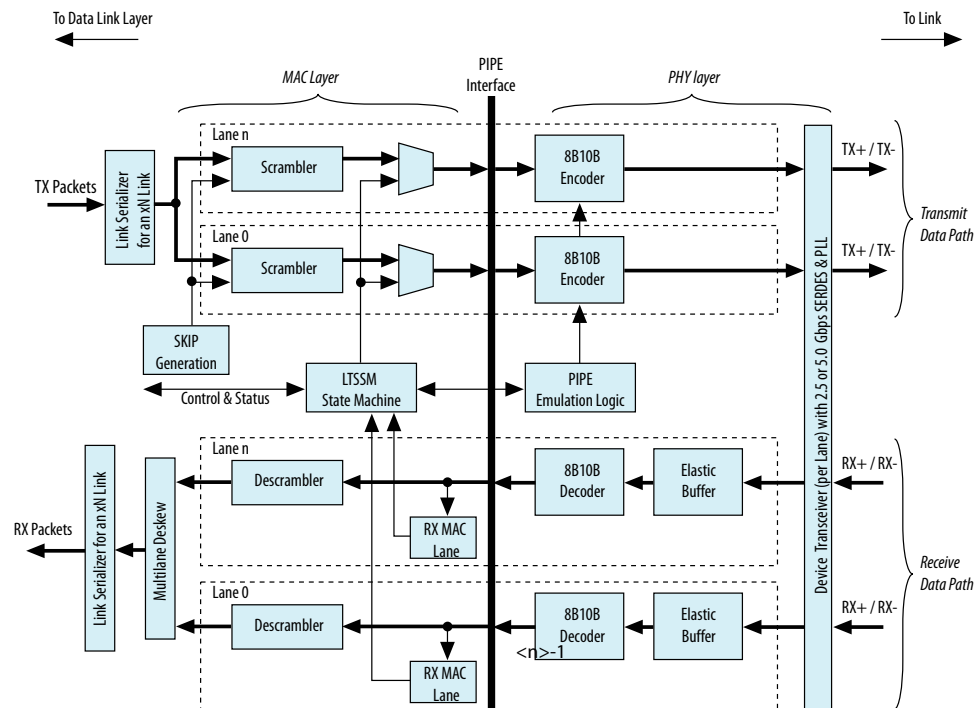 To Data Link Layer
To Link
MAC Layer
PIPE
Interface
PHY layer
Lane n
Scrambler
8B10B
Encoder
TX+ / TX-
TX Packets
Link Serializer
for an xN Link
Transmit
Data Path
Lane 0
Scrambler
8B10B
Encoder
TX+ / TX-
SKIP
Generation
Control & Status
LTSSM
State Machine
PIPE
Emulation Logic
Device Transceiver (per Lane) with 2.5 or 5.0 Gbps SERDES & PLL
Lane n
Descrambler
8B10B
Decoder
Elastic
Buffer
RX+ / RX-
RX MAC
Lane
RX Packets
Link Serializer for an xN Link
Multilane Deskew
Receive
Data Path
Lane 0
Descrambler
8B10B
Decoder
Elastic
Buffer
RX+ / RX-
<n>-1
RX MAC
Lane